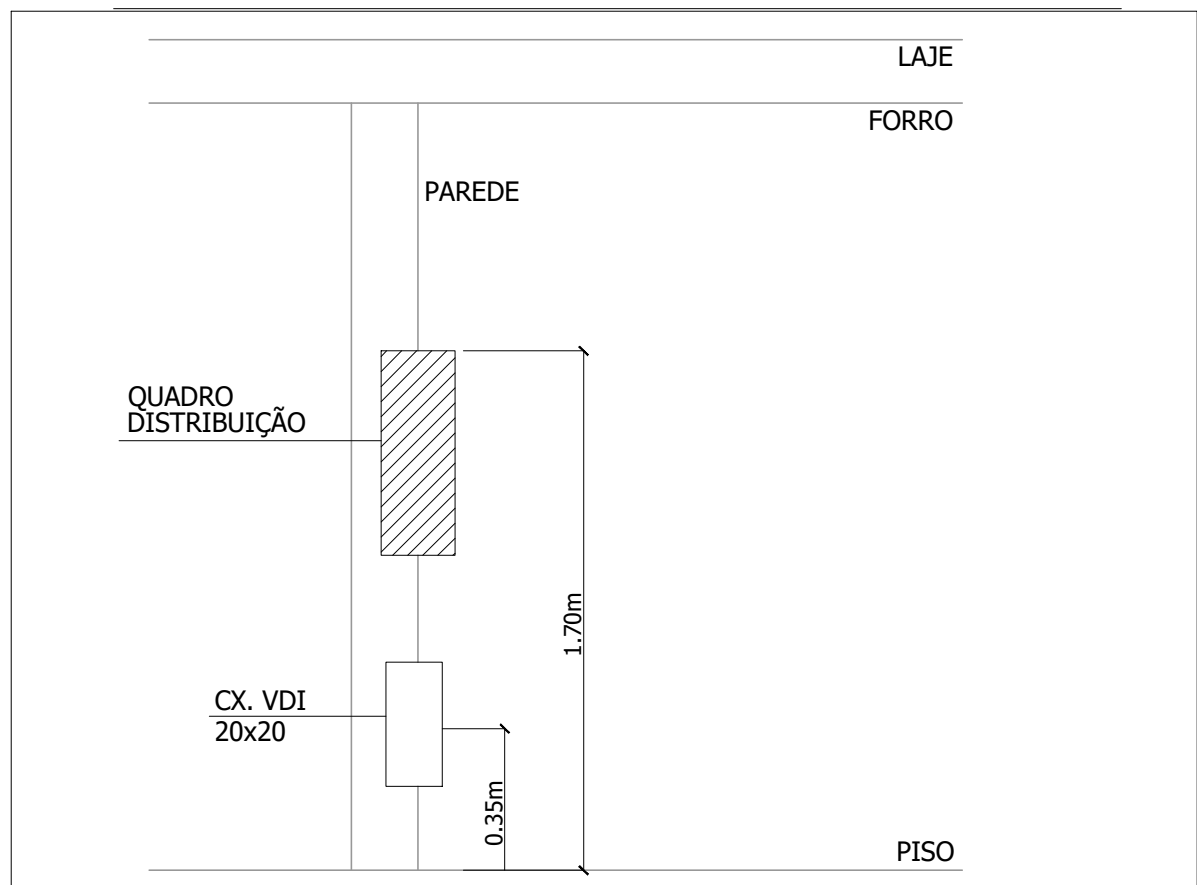 LAJE
FORRO
PAREDE
QUADRO
DISTRIBUIÇÃO
1.70m
CX. VDI
20x20
0.35m
PISO